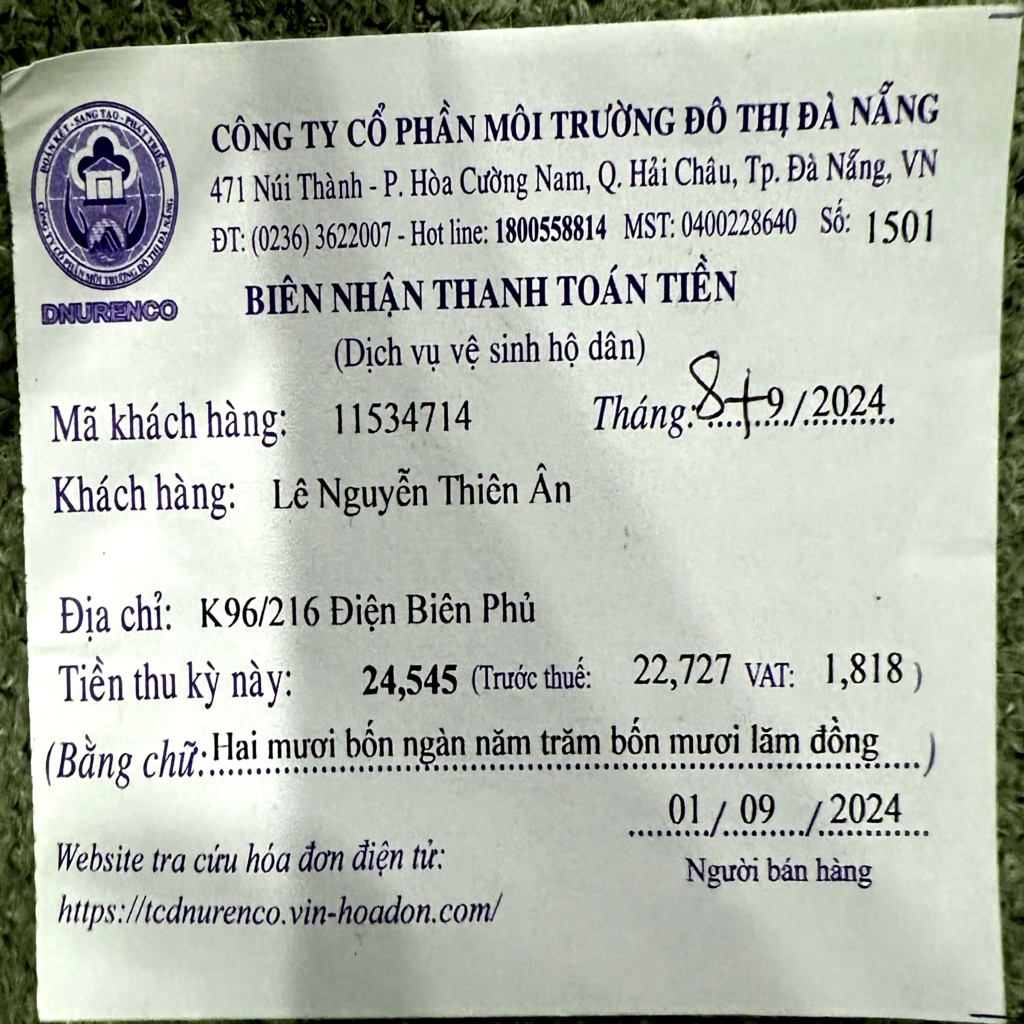 CÔNG TY CỔ PHẦN MÔI TRƯỜNG ĐÔ THỊ ĐÀ NẴNG
471 Núi Thành - P. Hòa Cường Nam, Q. Hải Châu, Tp. Đà Nẵng, VN
ĐT: (0236) 3622007 - Hot line: 1800558814 MST: 0400228640 Số: 1501
ĐOÀN KẾT - SANG TẠO - PHÁT TRIỂN
CÔNG TY CỔ PHẦN MÔI TRƯỜNG ĐÔ THỊ ĐÀ NẴNG
DNURENCO
BIÊN NHẬN THANH TOÁN TIỀN
(Dịch vụ vệ sinh hộ dân)
Mã khách hàng: 11534714 Tháng: 8+9/2024
Khách hàng: Lê Nguyễn Thiên Ân
Địa chỉ: K96/216 Điện Biên Phủ
Tiền thu kỳ này: 24,545 (Trước thuế: 22,727 VAT: 1,818)
(Bằng chữ: Hai mươi bốn ngàn năm trăm bốn mươi lăm đồng)
01/09/2024
Người bán hàng
Website tra cứu hóa đơn điện tử:
https://tcdnurenco.vin-hoadon.com/